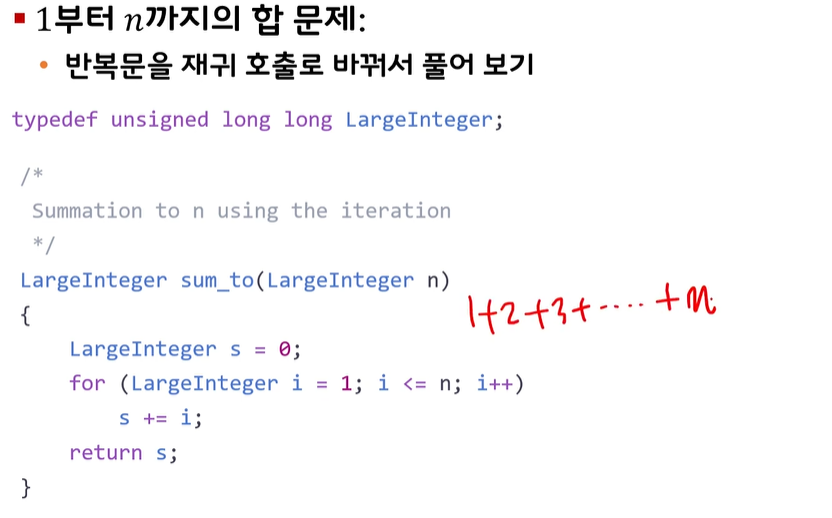 ▪ 1부터 n까지의 합 문제:
• 반복문을 재귀 호출로 바꿔서 풀어 보기
typedef unsigned long long LargeInteger;
/*
Summation to n using the iteration
*/
LargeInteger sum_to(LargeInteger n)
{
1+2+3+‥‥+n
LargeInteger s = 0;
for (LargeInteger i = 1; i <= n; i++)
s += i;
return s;
}